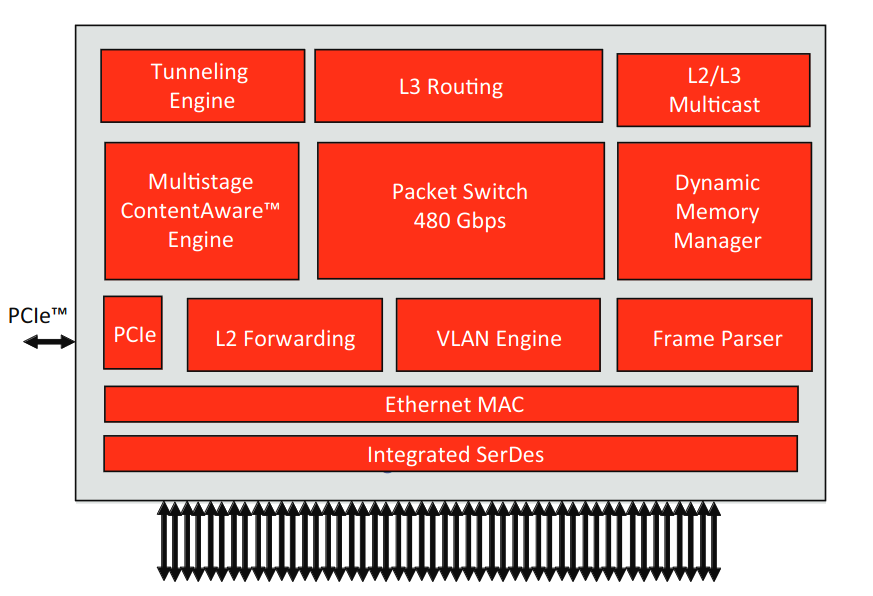 Tunneling
Engine
L3 Routing
L2/L3
Multicast
Multistage
ContentAware™
Engine
Packet Switch
480 Gbps
Dynamic
Memory
Manager
PCIe™
PCIe
L2 Forwarding
VLAN Engine
Frame Parser
Ethernet MAC
Integrated SerDes